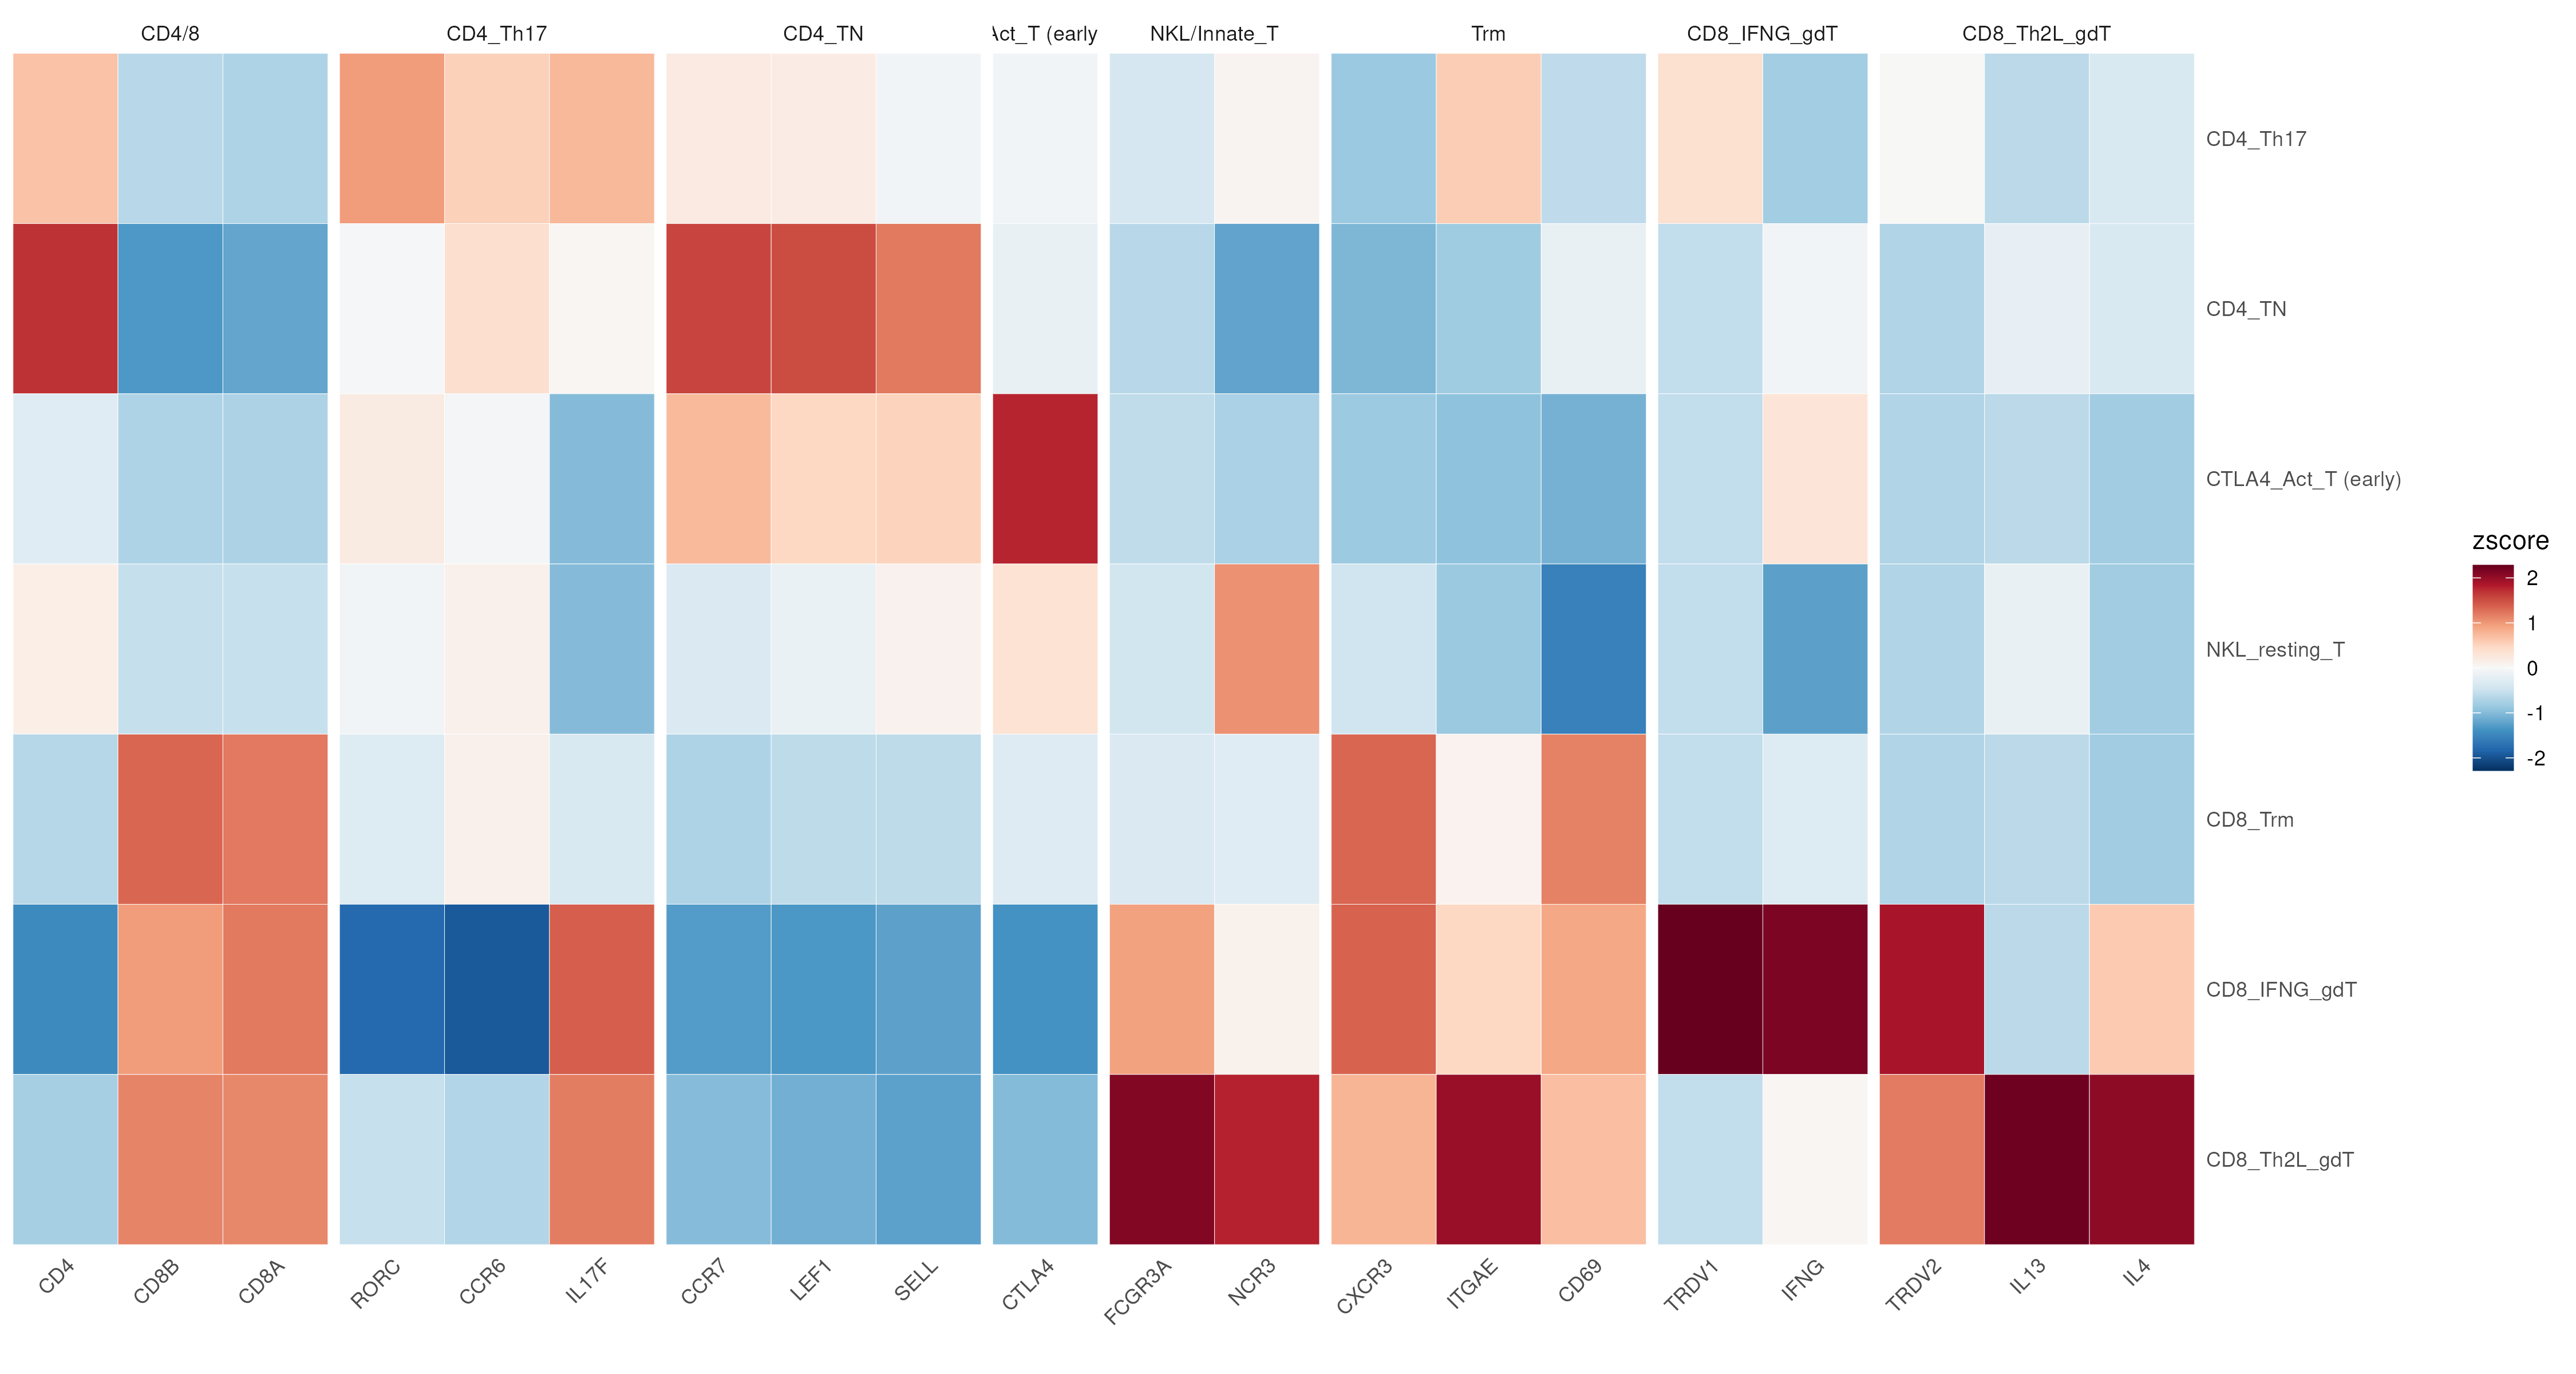 CD4/8
CD4_Th17
CD4_TN
Act_T (early
NKL/Innate_T
Trm
CD8_IFNG_gdT
CD8_Th2L_gdT
CD4_Th17
CD4_TN
CTLA4_Act_T (early)
NKL_resting_T
CD8_Trm
CD8_IFNG_gdT
CD8_Th2L_gdT
zscore
2
1
0
-1
-2
CD4
CD8B
CD8A
RORC
CCR6
IL17F
CCR7
LEF1
SELL
CTLA4
FCGR3A
NCR3
CXCR3
ITGAE
CD69
TRDV1
IFNG
TRDV2
IL13
IL4